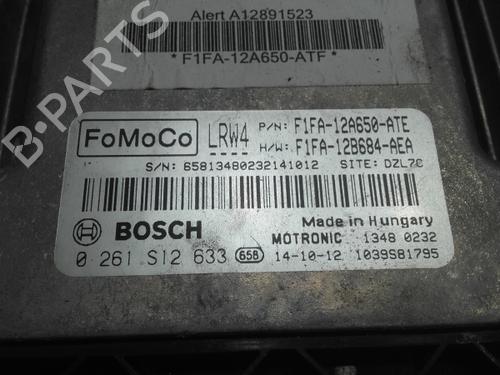 Alert A12891523
* F1FA-12A650-ATF *
FoMoCo
LRW4
P/N: F1FA-12A650-ATE
H/W: F1FA-12B684-AEA
S/N: 65813480232141012
SITE: DZL7C
BOSCH
Made in Hungary
MOTRONIC 1348 0232
0 261 S12 633 658 14-10-12 1039S81795
B-PARTS